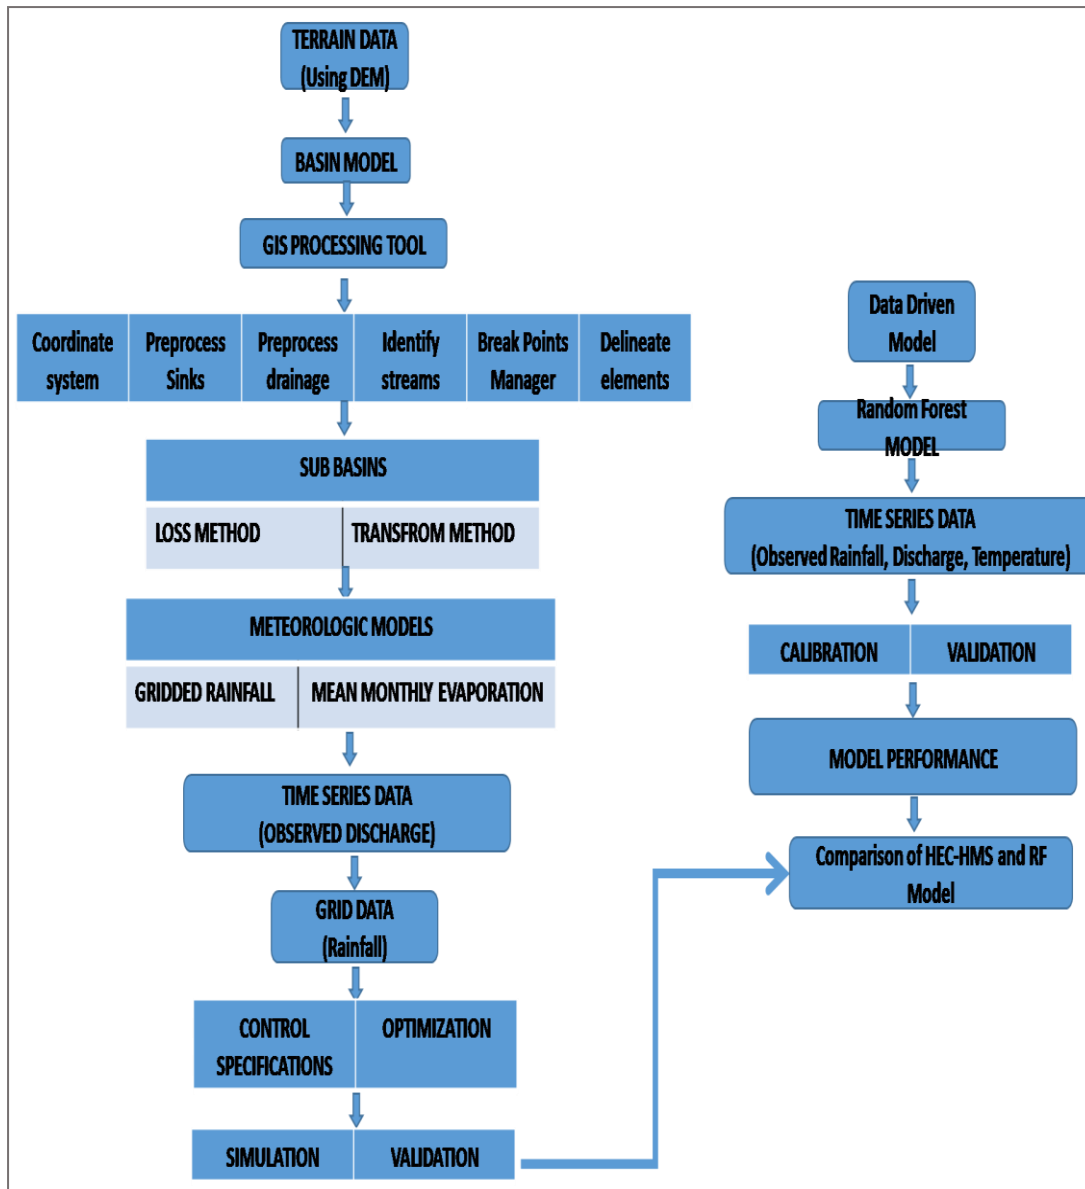 TERRAIN DATA
(Using DEM)
BASIN MODEL
GIS PROCESSING TOOL
Coordinate
system
Preprocess
Sinks
Preprocess
drainage
Identify
streams
Break Points
Manager
Delineate
elements
SUB BASINS
LOSS METHOD
TRANSFROM METHOD
METEOROLOGIC MODELS
GRIDDED RAINFALL
MEAN MONTHLY EVAPORATION
TIME SERIES DATA
(OBSERVED DISCHARGE)
GRID DATA
(Rainfall)
CONTROL
SPECIFICATIONS
OPTIMIZATION
SIMULATION
VALIDATION
Data Driven
Model
Random Forest
MODEL
TIME SERIES DATA
(Observed Rainfall, Discharge, Temperature)
CALIBRATION
VALIDATION
MODEL PERFORMANCE
Comparison of HEC-HMS and RF
Model